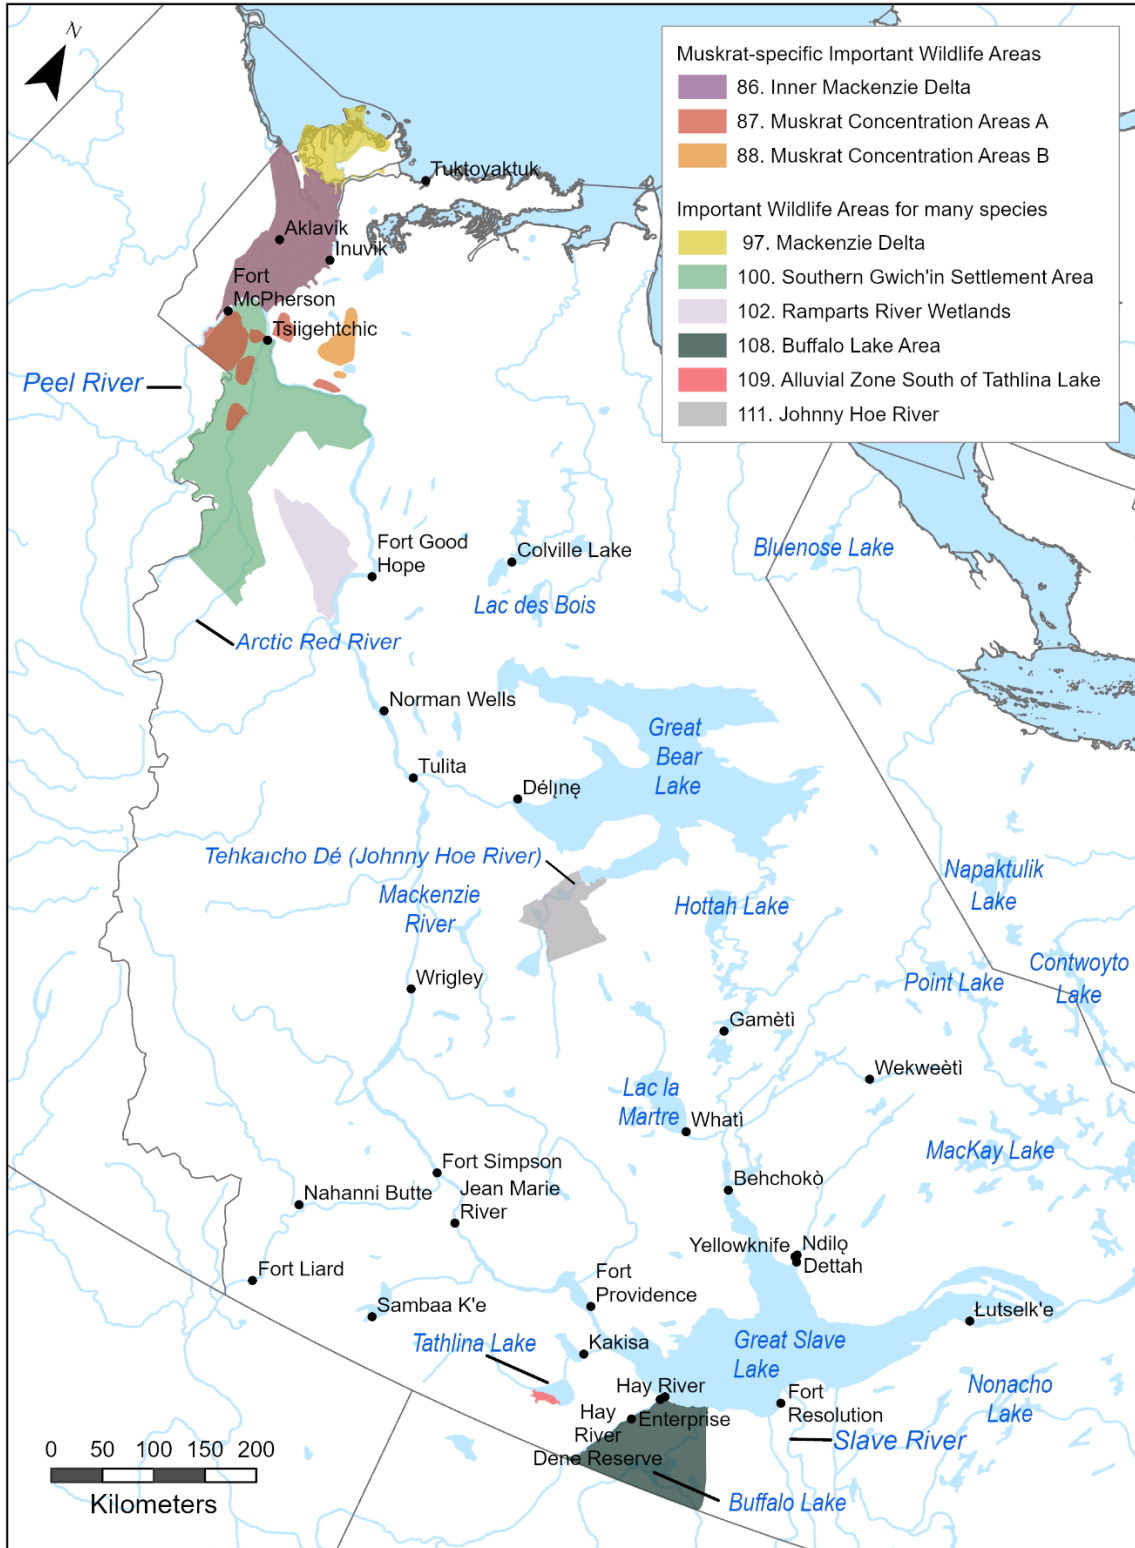 N
Muskrat-specific Important Wildlife Areas
86. Inner Mackenzie Delta
87. Muskrat Concentration Areas A
88. Muskrat Concentration Areas B
Important Wildlife Areas for many species
97. Mackenzie Delta
100. Southern Gwich'in Settlement Area
102. Ramparts River Wetlands
108. Buffalo Lake Area
109. Alluvial Zone South of Tathlina Lake
111. Johnny Hoe River
Tuktoyaktuk
Aklavik
Inuvik
Fort
McPherson
Tsiigehtchic
Peel River
Fort Good
Hope
Colville Lake
Bluenose Lake
Lac des Bois
Arctic Red River
Norman Wells
Great
Bear
Lake
Tulita
Délı̨nę
Tehkaıcho Dé (Johnny Hoe River)
Mackenzie
River
Hottah Lake
Napaktulik
Lake
Contwoyto
Lake
Point Lake
Wrigley
Gamètì
Wekweètì
Lac la
Martre
Whatì
MacKay Lake
Fort Simpson
Jean Marie
River
Nahanni Butte
Behchokǫ̀
Yellowknife
Ndilǫ
Dettah
Fort Liard
Fort
Providence
Sambaa K'e
Łutselk'e
Tathlina Lake
Kakisa
Great Slave
Lake
Hay River
Fort
Resolution
Nonacho
Lake
Hay
River
Dene Reserve
Enterprise
Slave River
Buffalo Lake
0 50 100 150 200
Kilometers